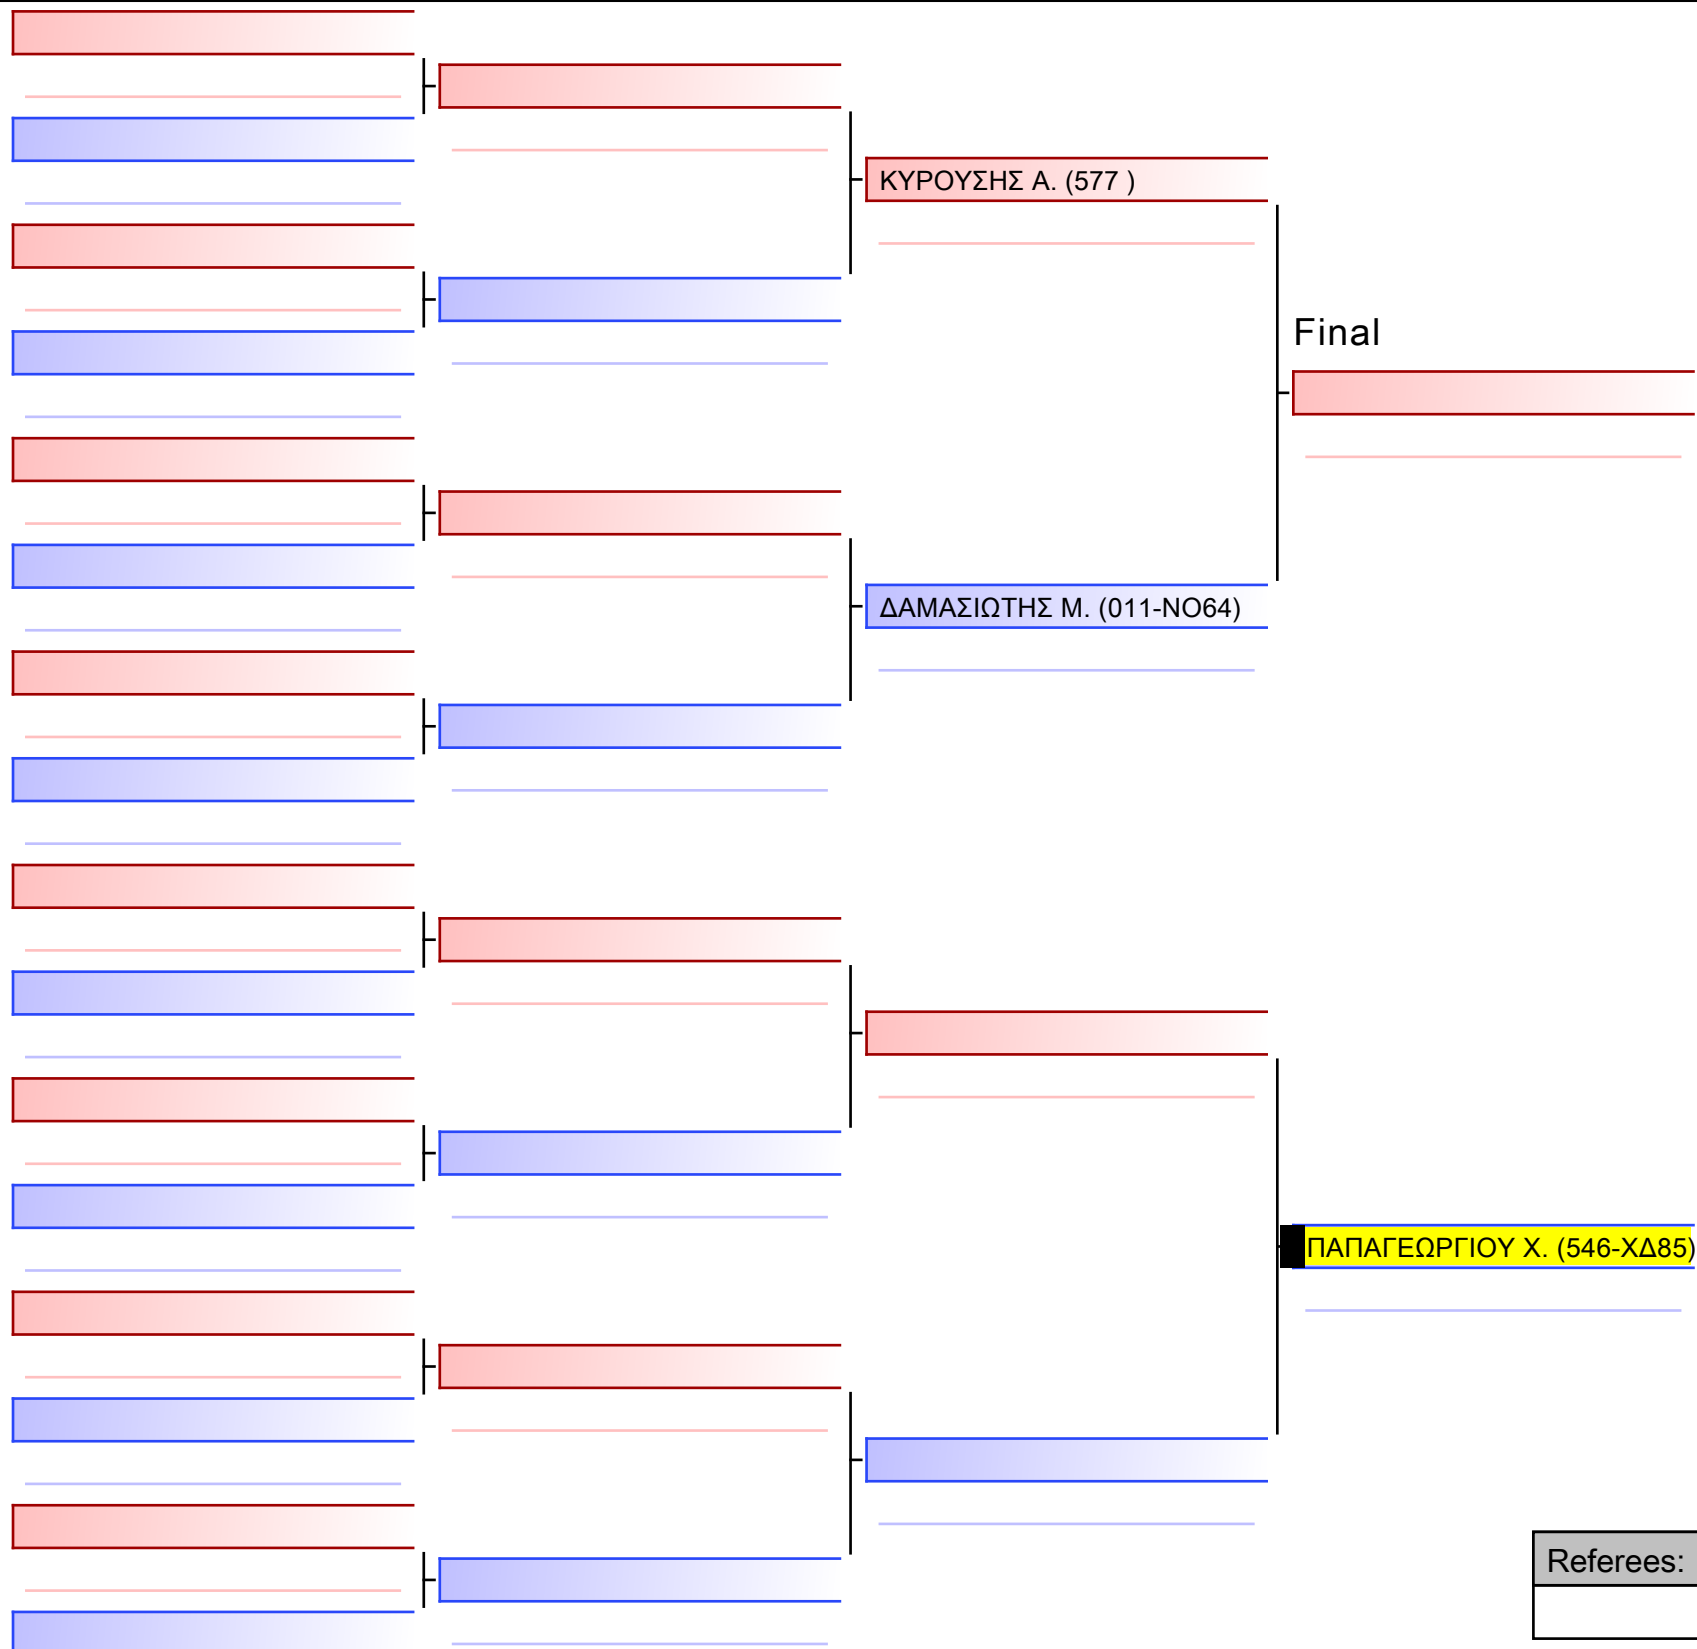 ΚΥΡΟΥΣΗΣ Α. (577 )
Final
ΔΑΜΑΣΙΩΤΗΣ Μ. (011-ΝΟ64)
ΠΑΠΑΓΕΩΡΓΙΟΥ Χ. (546-ΧΔ85)
Referees: